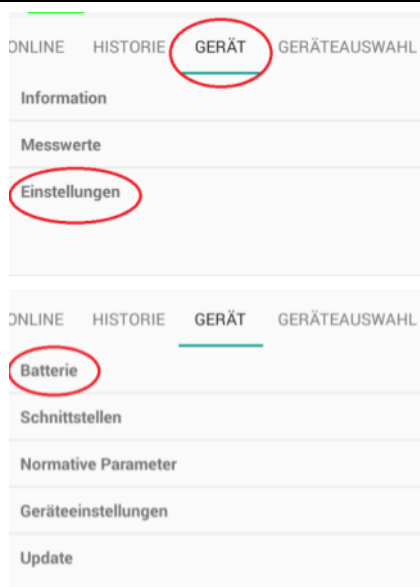 ONLINE HISTORIE GERÄT GERÄTEAUSWAHL
Information
Messwerte
Einstellungen
ONLINE HISTORIE GERÄT GERÄTEAUSWAHL
Batterie
Schnittstellen
Normative Parameter
Geräteeinstellungen
Update